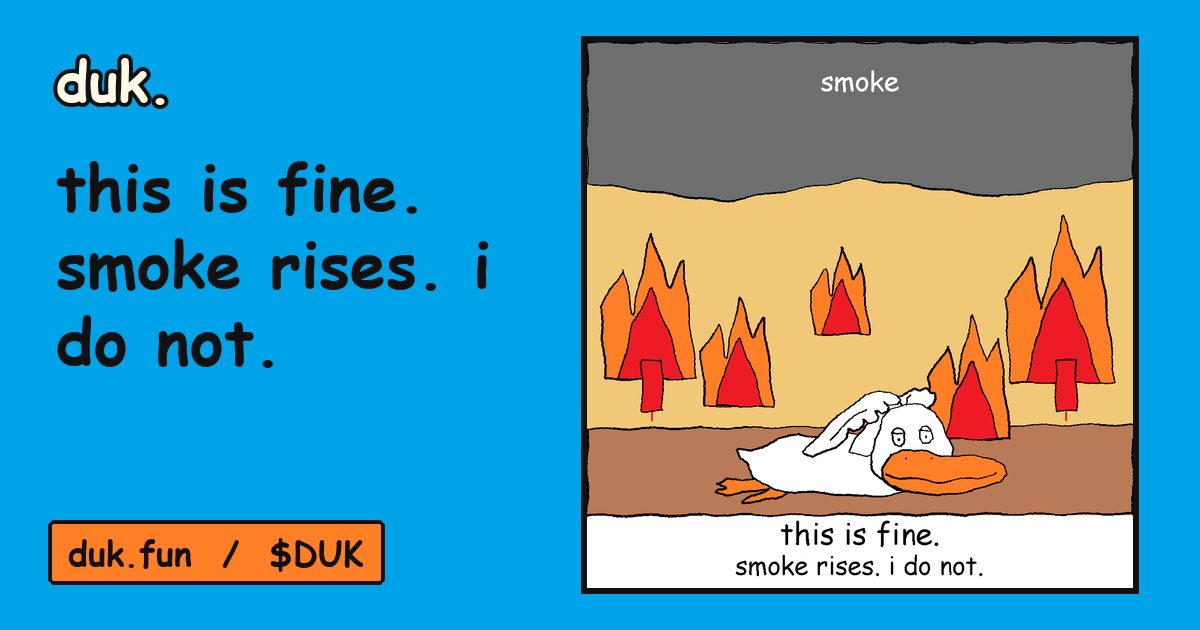 duk.
this is fine.
smoke rises. i
do not.
duk.fun / $DUK
smoke
this is fine.
smoke rises. i do not.